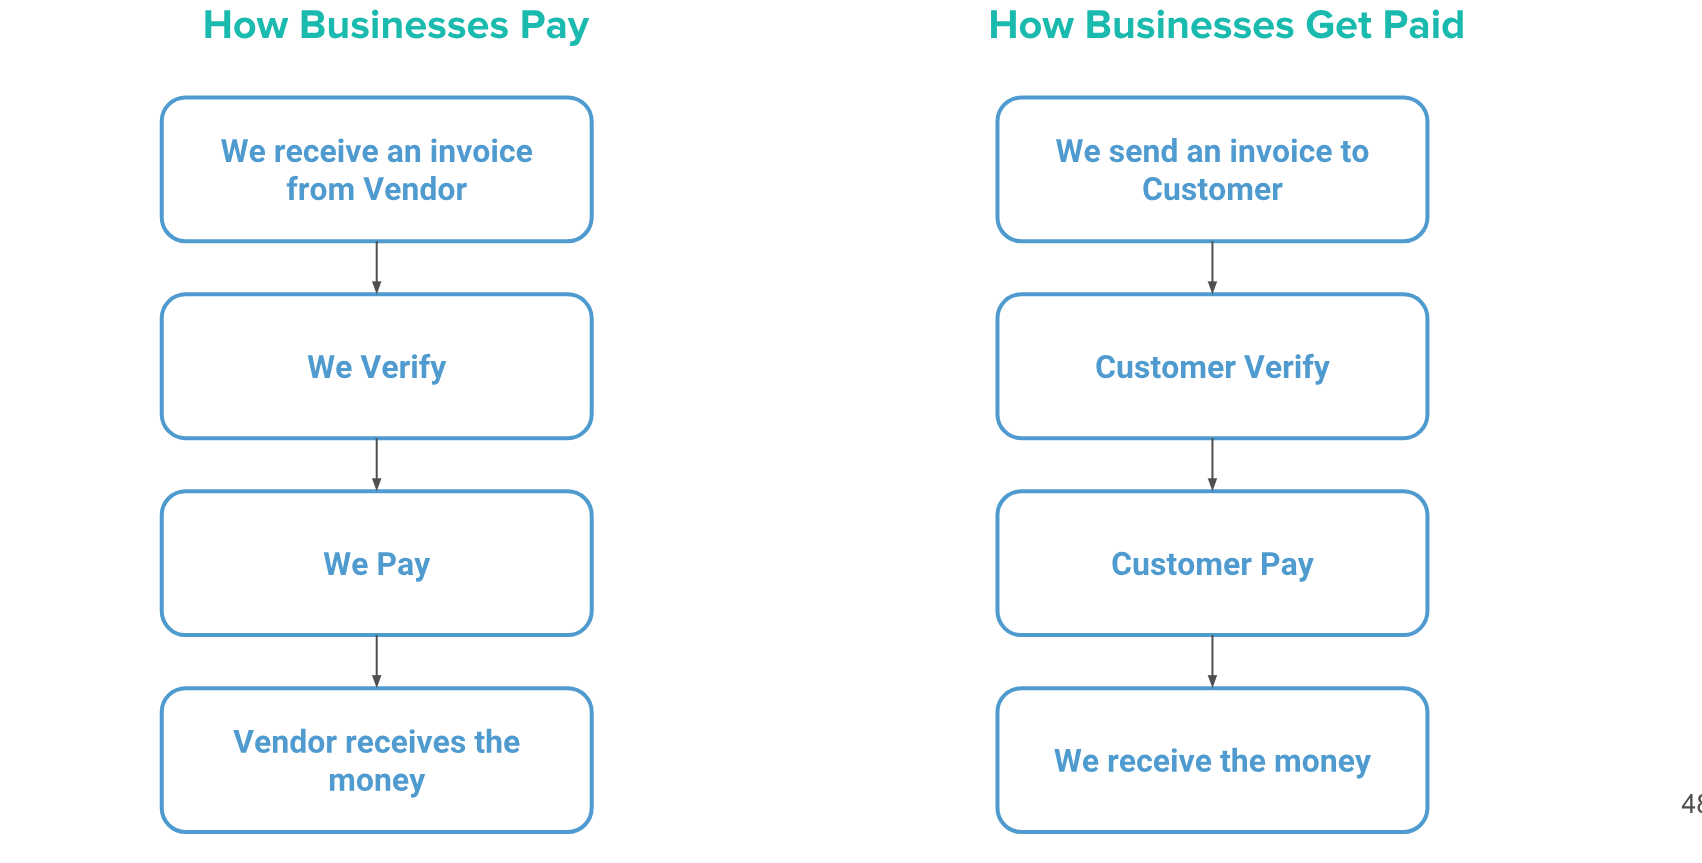 How Businesses Pay
We receive an invoice
from Vendor
We Verify
We Pay
Vendor receives the
money
How Businesses Get Paid
We send an invoice to
Customer
Customer Verify
Customer Pay
We receive the money
48